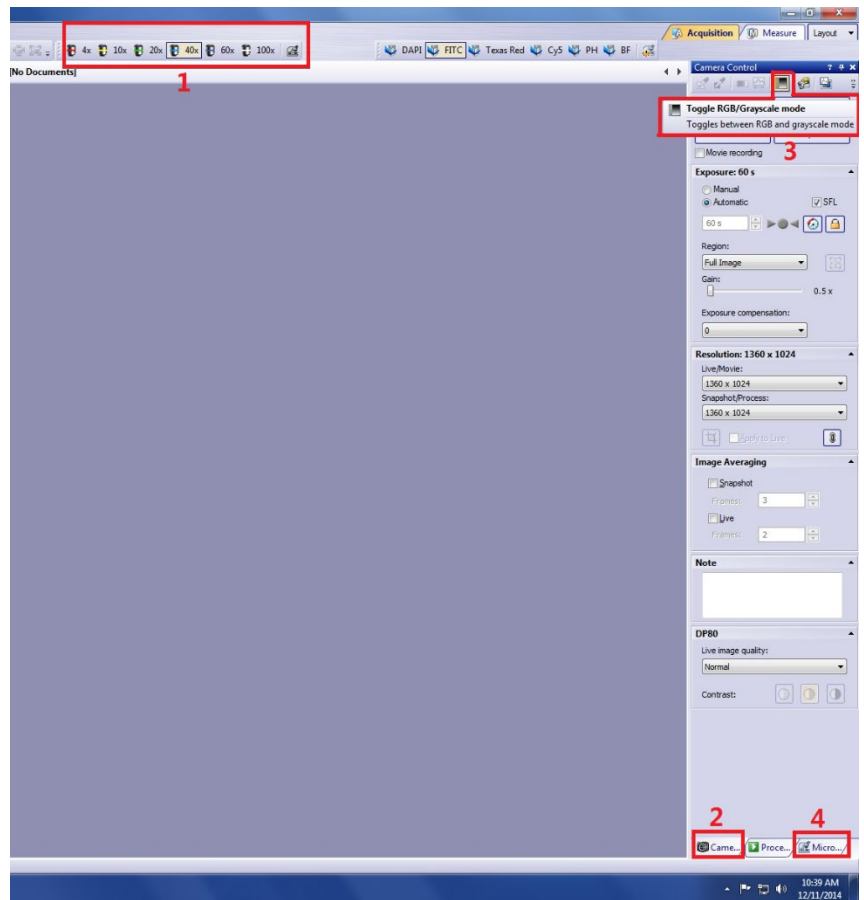 Acquisition Measure Layout
4x 10x 20x 40x 60x 100x DAPI FITC Texas Red Cy5 PH BF
[No Documents]
1
Camera Control
Toggle RGB/Grayscale mode
Toggles between RGB and grayscale mode
3
Movie recording
Exposure: 60 s
Manual
Automatic SFL
60 s
Region:
Full Image
Gain:
0.5 x
Exposure compensation:
0
Resolution: 1360 x 1024
Live/Movie:
1360 x 1024
Snapshot/Process:
1360 x 1024
Apply to Live
Image Averaging
Snapshot
Frames: 3
Live
Frames: 2
Note
DP80
Live image quality:
Normal
Contrast:
2 4
Came... Proce... Micro...
10:39 AM
12/11/2014